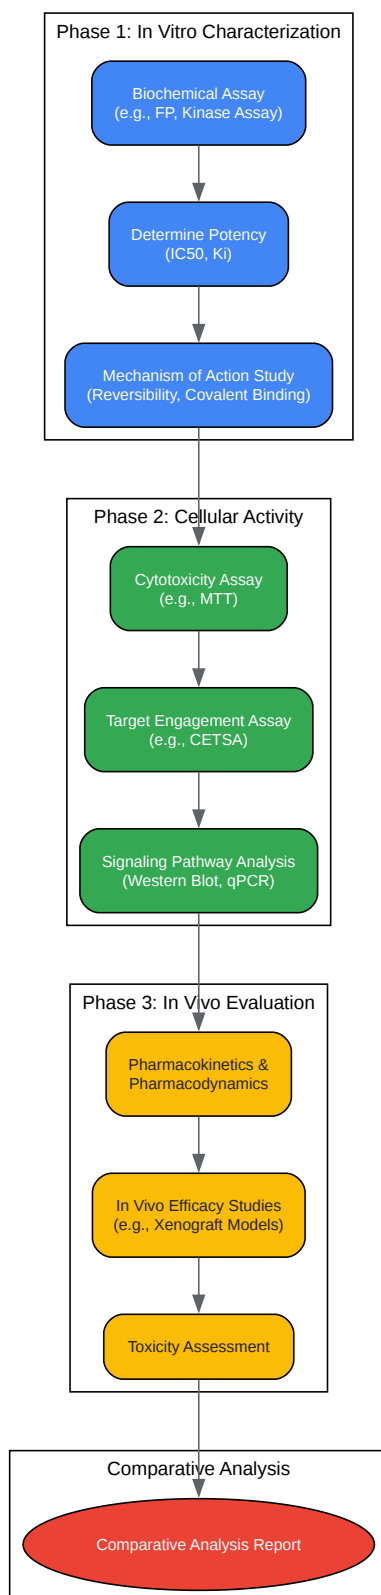 Phase 1: In Vitro Characterization
Biochemical Assay
(e.g., FP, Kinase Assay)
Determine Potency
(IC50, Ki)
Mechanism of Action Study
(Reversibility, Covalent Binding)
Phase 2: Cellular Activity
Cytotoxicity Assay
(e.g., MTT)
Target Engagement Assay
(e.g., CETSA)
Signaling Pathway Analysis
(Western Blot, qPCR)
Phase 3: In Vivo Evaluation
Pharmacokinetics &
Pharmacodynamics
In Vivo Efficacy Studies
(e.g., Xenograft Models)
Toxicity Assessment
Comparative Analysis
Comparative Analysis Report